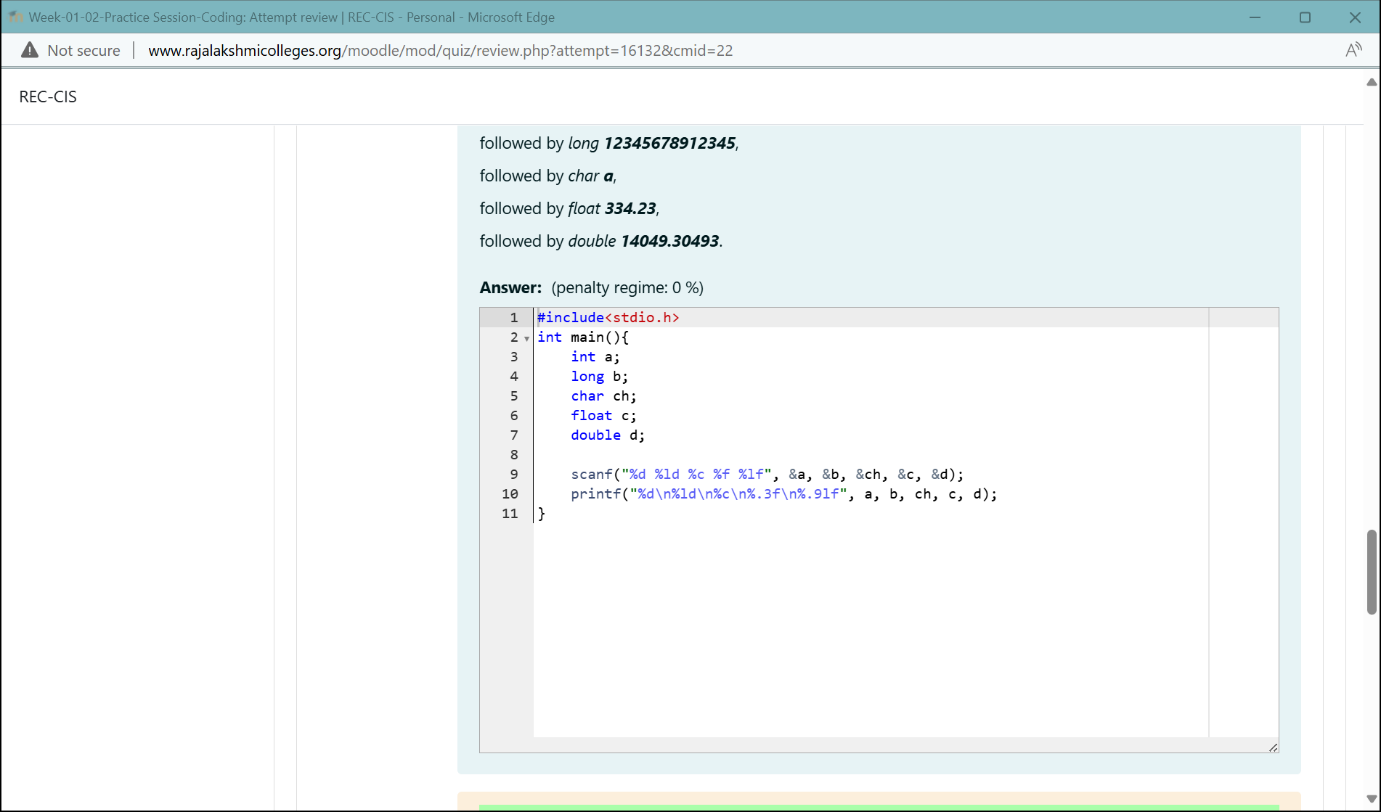 Week-01-02-Practice Session-Coding: Attempt review | REC-CIS - Personal - Microsoft Edge
Not secure | www.rajalakshmicolleges.org/moodle/mod/quiz/review.php?attempt=16132&cmid=22
REC-CIS
followed by long 12345678912345,
followed by char a,
followed by float 334.23,
followed by double 14049.30493.
Answer: (penalty regime: 0 %)
1 #include<stdio.h>
2 int main(){
3     int a;
4     long b;
5     char ch;
6     float c;
7     double d;
8
9     scanf("%d %ld %c %f %lf", &a, &b, &ch, &c, &d);
10     printf("%d\n%ld\n%c\n%.3f\n%.9lf", a, b, ch, c, d);
11 }